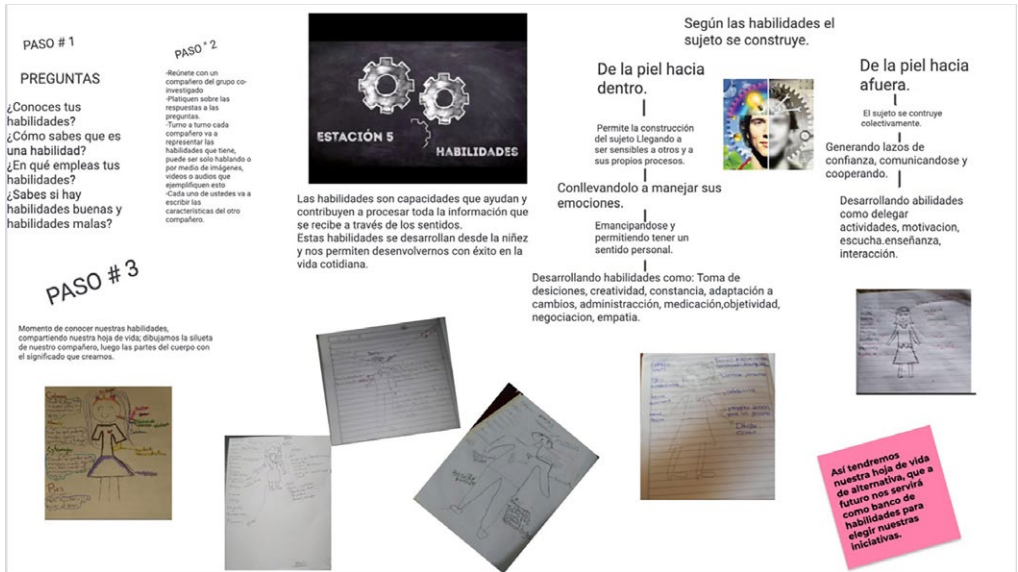 PASO # 1
PREGUNTAS
¿Conoces tus
habilidades?
¿Cómo sabes que es
una habilidad?
¿En qué empleas tus
habilidades?
¿Sabes si hay
habilidades buenas y
habilidades malas?
PASO " 2
-Reúnete con un
compañero del grupo co-
investigado
-Platiquen sobre las
respuestas a las
preguntas.
-Turno a turno cada
compañero va a
representar las
habilidades que tiene,
puede ser solo hablando o
por medio de imágenes,
videos o audios que
ejemplifiquen esto
-Cada uno de ustedes va a
escribir las
características del otro
compañero.
PASO # 3
Momento de conocer nuestras habilidades,
compartiendo nuestra hoja de vida; dibujamos la silueta
de nuestro compañero, luego las partes del cuerpo con
el significado que creamos.
ESTACIÓN 5
HABILIDADES
Las habilidades son capacidades que ayudan y
contribuyen a procesar toda la información que
se recibe a través de los sentidos.
Estas habilidades se desarrollan desde la niñez
y nos permiten desenvolvernos con éxito en la
vida cotidiana.
Según las habilidades el
sujeto se construye.
De la piel hacia
dentro.
Permite la construcción
del sujeto Llegando a
ser sensibles a otros y a
sus propios procesos.
Conllevandolo a manejar sus
emociones.
Emancipandose y
permitiendo tener un
sentido personal.
Desarrollando habilidades como: Toma de
desiciones, creatividad, constancia, adaptación a
cambios, administracción, medicación,objetividad,
negociacion, empatia.
De la piel hacia
afuera.
El sujeto se contruye
colectivamente.
Generando lazos de
confianza, comunicandose y
cooperando.
Desarrollando abilidades
como delegar
actividades, motivacion,
escucha.enseñanza,
interacción.
Así tendremos
nuestra hoja de vida
de alternativa, que a
futuro nos servirá
como banco de
habilidades para
elegir nuestras
iniciativas.